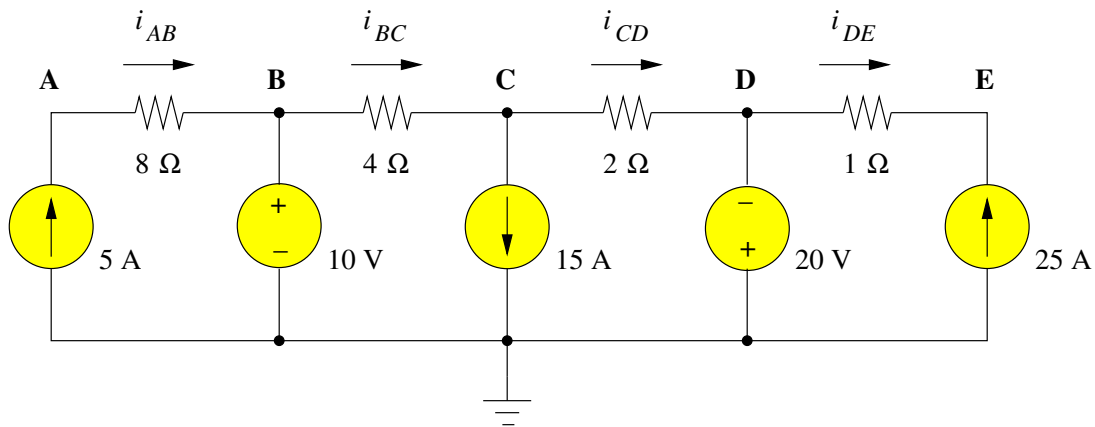 i_AB i_BC i_CD i_DE
A B C D E
8 Ω 4 Ω 2 Ω 1 Ω
+ −
− +
5 A 10 V 15 A 20 V 25 A